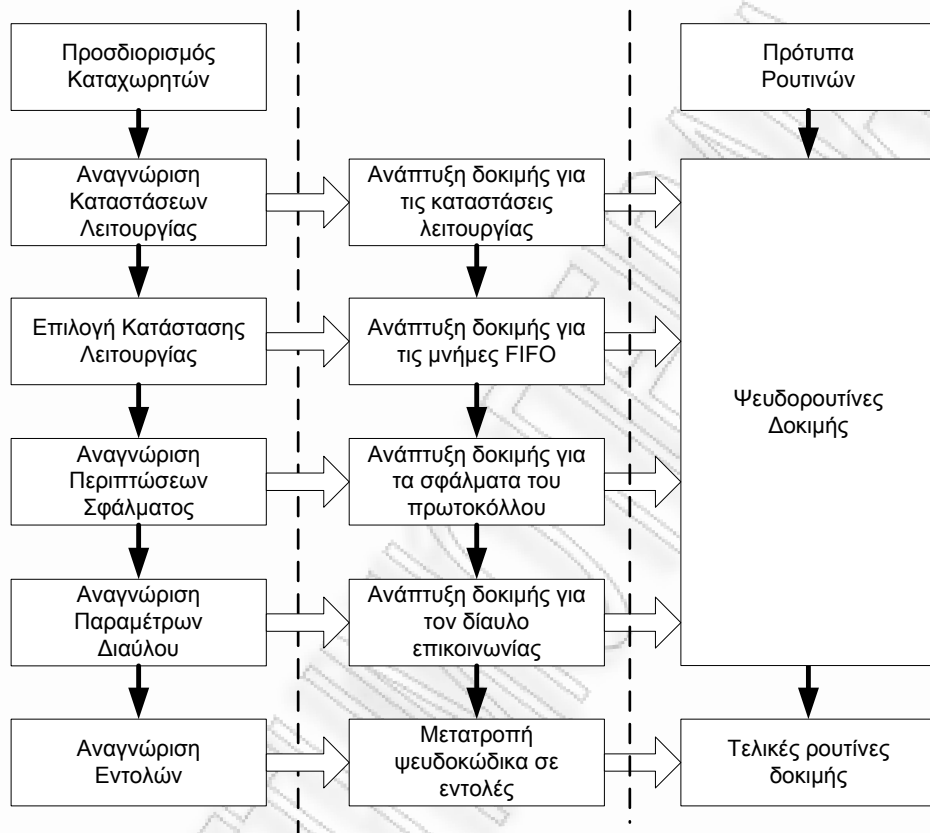 Προσδιορισμός
Καταχωρητών
Πρότυπα
Ρουτινών
Αναγνώριση
Καταστάσεων
Λειτουργίας
Ανάπτυξη δοκιμής για
τις καταστάσεις
λειτουργίας
Επιλογή Κατάστασης
Λειτουργίας
Ανάπτυξη δοκιμής για
τις μνήμες FIFO
Ψευδορουτίνες
Δοκιμής
Αναγνώριση
Περιπτώσεων
Σφάλματος
Ανάπτυξη δοκιμής για
τα σφάλματα του
πρωτοκόλλου
Αναγνώριση
Παραμέτρων
Διαύλου
Ανάπτυξη δοκιμής για
τον δίαυλο
επικοινωνίας
Αναγνώριση
Εντολών
Μετατροπή
ψευδοκώδικα σε
εντολές
Τελικές ρουτίνες
δοκιμής